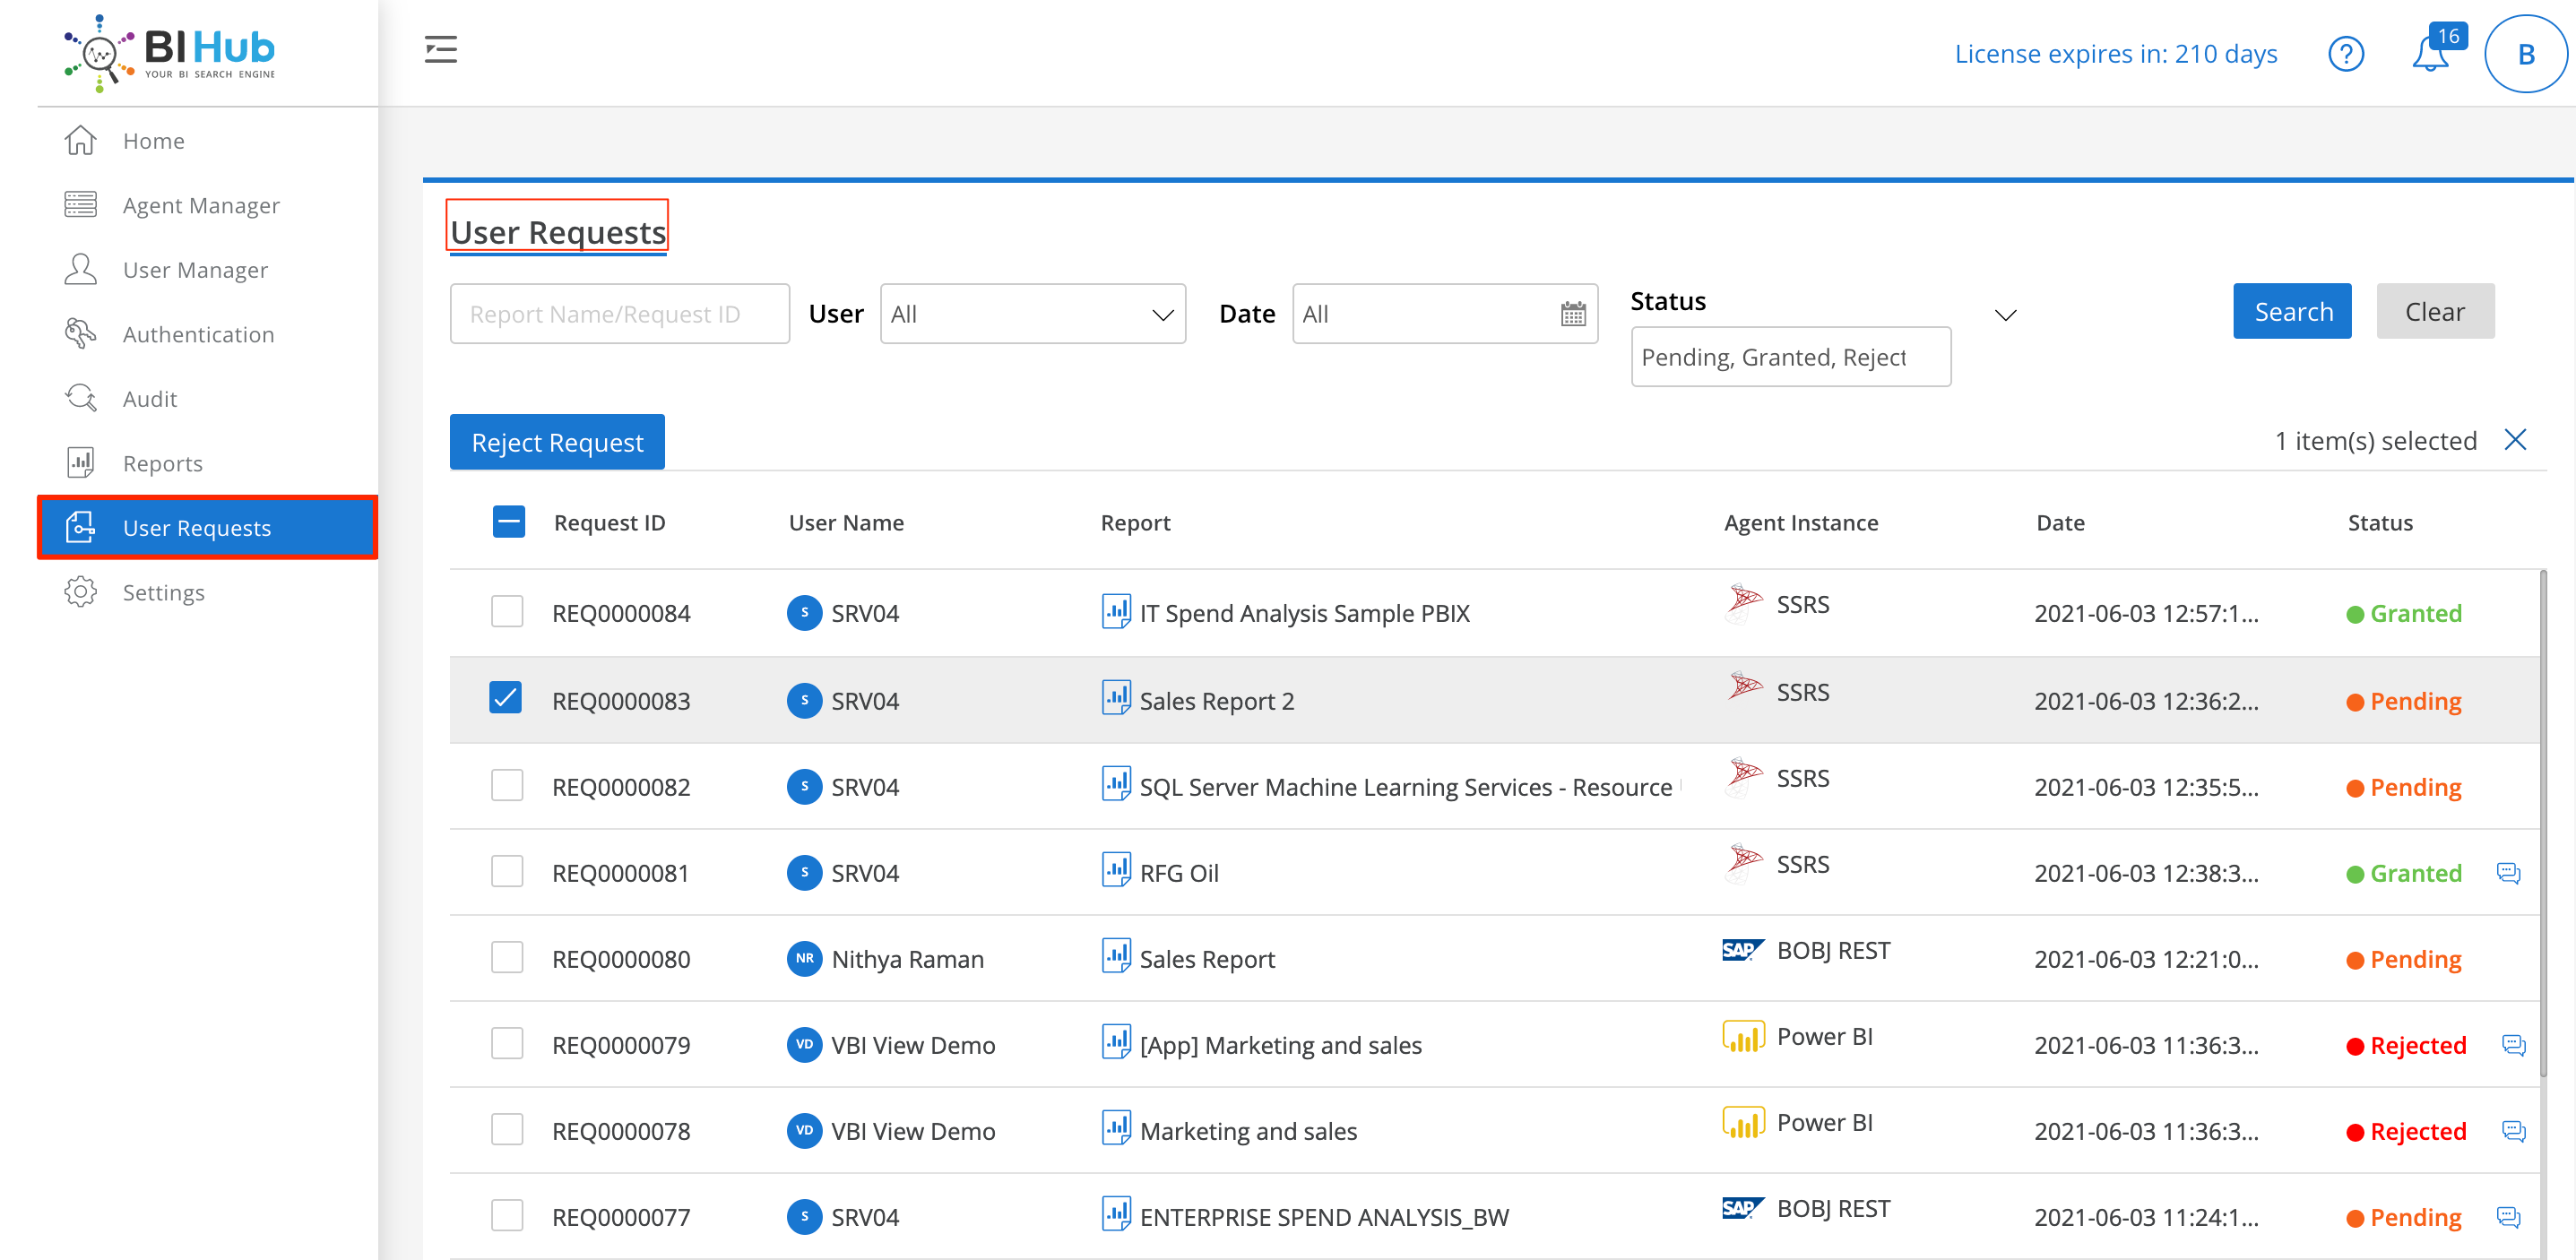 BI Hub
YOUR BI SEARCH ENGINE
License expires in: 210 days
?
16
B
Home
Agent Manager
User Manager
Authentication
Audit
Reports
User Requests
Settings
User Requests
Report Name/Request ID
User
All
Date
All
Status
Pending, Granted, Reject
Search
Clear
Reject Request
1 item(s) selected
Request ID User Name Report Agent Instance Date Status
REQ0000084 S SRV04 IT Spend Analysis Sample PBIX SSRS 2021-06-03 12:57:1... Granted
REQ0000083 S SRV04 Sales Report 2 SSRS 2021-06-03 12:36:2... Pending
REQ0000082 S SRV04 SQL Server Machine Learning Services - Resource SSRS 2021-06-03 12:35:5... Pending
REQ0000081 S SRV04 RFG Oil SSRS 2021-06-03 12:38:3... Granted
REQ0000080 NR Nithya Raman Sales Report SAP BOBJ REST 2021-06-03 12:21:0... Pending
REQ0000079 VD VBI View Demo [App] Marketing and sales Power BI 2021-06-03 11:36:3... Rejected
REQ0000078 VD VBI View Demo Marketing and sales Power BI 2021-06-03 11:36:3... Rejected
REQ0000077 S SRV04 ENTERPRISE SPEND ANALYSIS_BW SAP BOBJ REST 2021-06-03 11:24:1... Pending